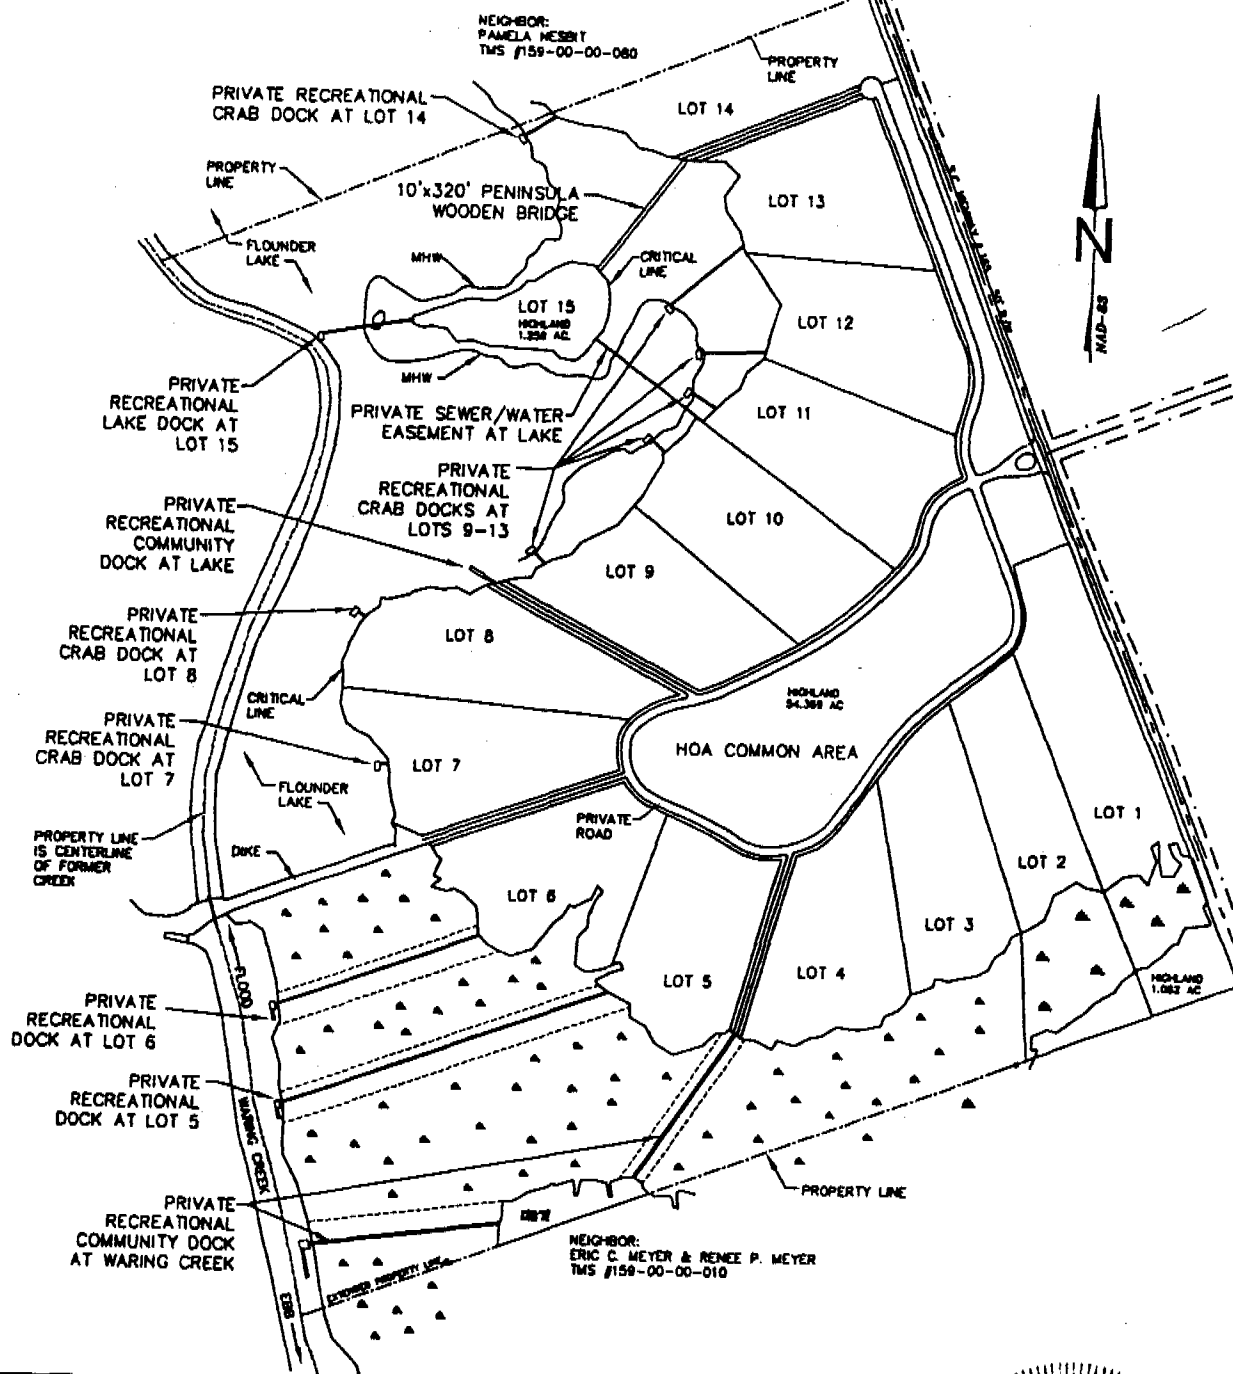 NEIGHBOR:
PAMELA NESBIT
TMS #159-00-00-060
PROPERTY
LINE
PRIVATE RECREATIONAL
CRAB DOCK AT LOT 14
LOT 14
PROPERTY
LINE
10'x320' PENINSULA
WOODEN BRIDGE
LOT 13
FLOUNDER
LAKE
MHW
CRITICAL
LINE
N
NAD-83
LOT 15
HIGHLAND
LOT 12
MHW
PRIVATE
RECREATIONAL
LAKE DOCK AT
LOT 15
PRIVATE SEWER/WATER
EASEMENT AT LAKE
LOT 11
PRIVATE
RECREATIONAL
CRAB DOCKS AT
LOTS 9-13
PRIVATE
RECREATIONAL
COMMUNITY
DOCK AT LAKE
LOT 10
LOT 9
PRIVATE
RECREATIONAL
CRAB DOCK AT
LOT 8
LOT 8
CRITICAL
LINE
HIGHLAND
HOA COMMON AREA
PRIVATE
RECREATIONAL
CRAB DOCK AT
LOT 7
LOT 7
FLOUNDER
LAKE
PRIVATE
ROAD
LOT 1
PROPERTY LINE
IS CENTERLINE
OF FORMER
CREEK
DIKE
LOT 2
LOT 6
LOT 3
FLOOD
LOT 5
LOT 4
HIGHLAND
PRIVATE
RECREATIONAL
DOCK AT LOT 6
PRIVATE
RECREATIONAL
DOCK AT LOT 5
WARING CREEK
PROPERTY LINE
PRIVATE
RECREATIONAL
COMMUNITY DOCK
AT WARING CREEK
NEIGHBOR:
ERIC C. MEYER & RENEE P. MEYER
TMS #159-00-00-010
EXTENDED PROPERTY LINE
EBB